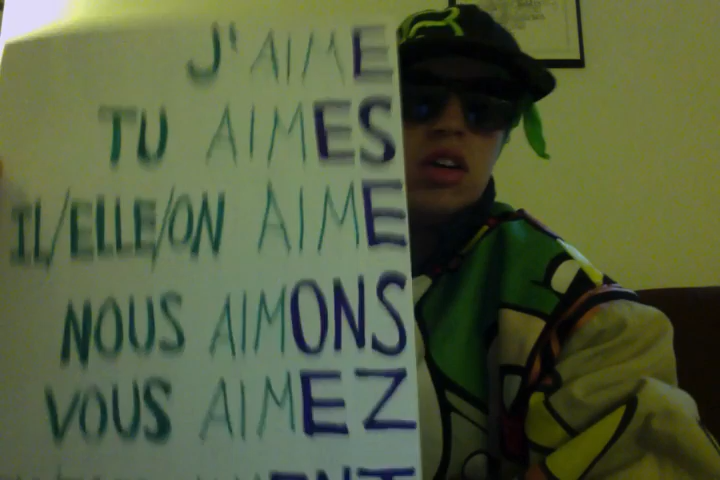 J'AIME
TU AIMES
IL/ELLE/ON AIME
NOUS AIMONS
VOUS AIMEZ